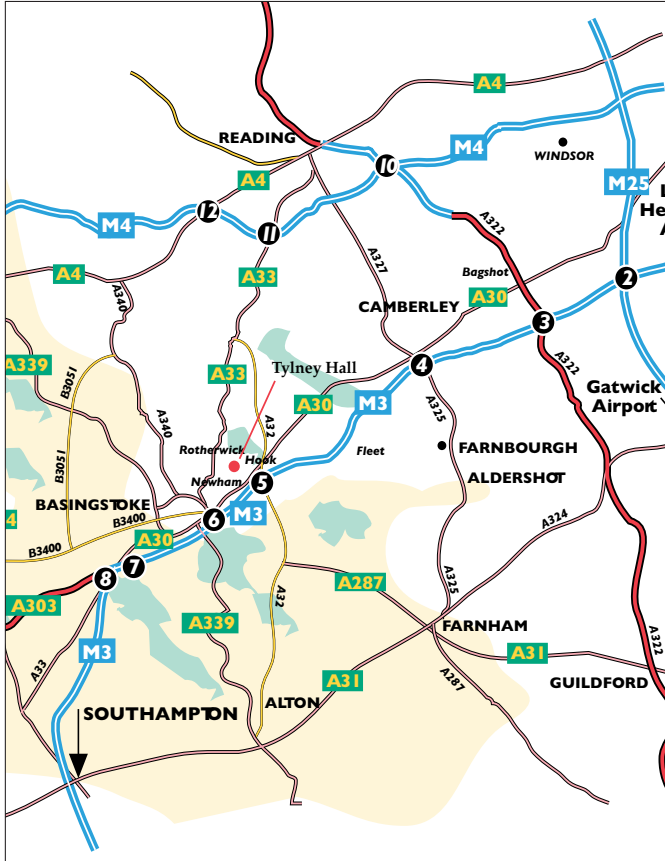 A4
READING
10
M4
WINDSOR
M25
A4
12
A322
He
11
M4
A327
A4
A33
Bagshot
2
A340
CAMBERLEY
A30
3
A339
4
A33
Tylney Hall
A322
B3051
A30
M3
Gatwick
Airport
A340
A32
A325
Rotherwick
Hook
Fleet
FARNBOURGH
B3051
Newham
5
ALDERSHOT
BASINGSTOKE
4
B3400
6
M3
A324
B3400
A30
7
8
A287
A325
A32
A303
A339
FARNHAM
A322
M3
A33
A31
A31
A287
GUILDFORD
SOUTHAMPTON
ALTON